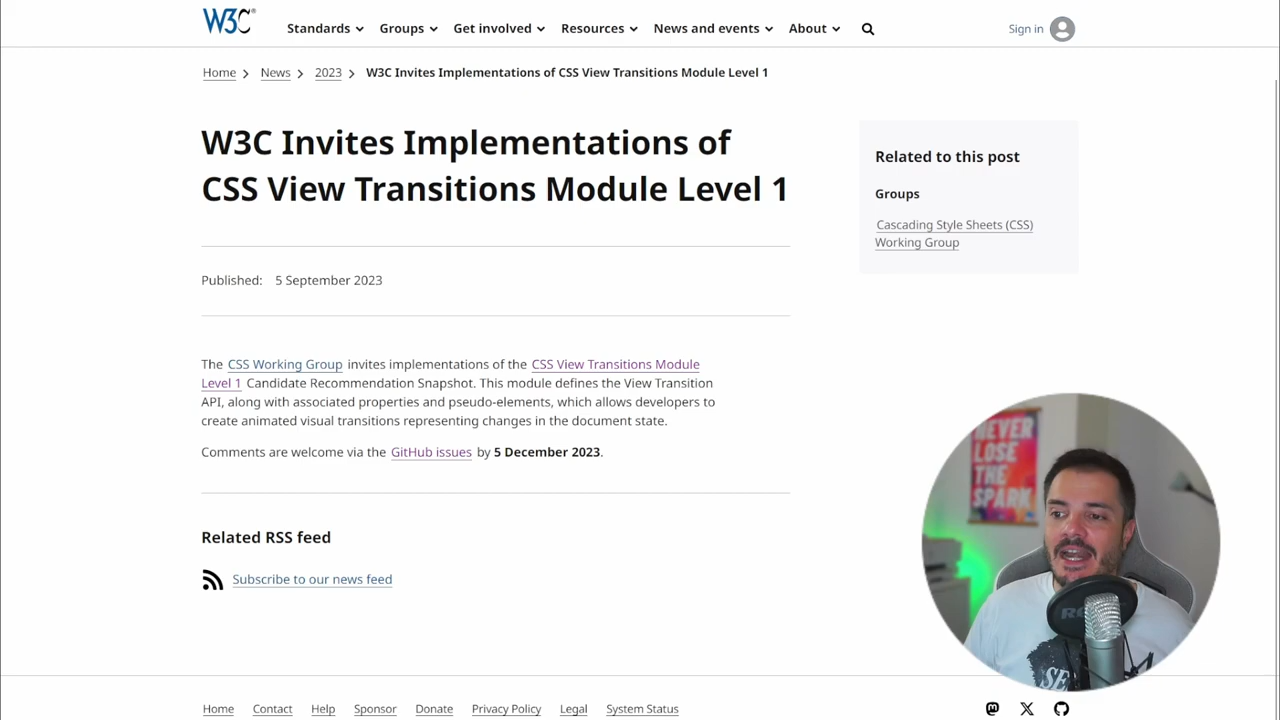 W3C®
Standards
Groups
Get involved
Resources
News and events
About
Sign in
Home
News
2023
W3C Invites Implementations of CSS View Transitions Module Level 1
W3C Invites Implementations of
CSS View Transitions Module Level 1
Published: 5 September 2023
The CSS Working Group invites implementations of the CSS View Transitions Module
Level 1 Candidate Recommendation Snapshot. This module defines the View Transition
API, along with associated properties and pseudo-elements, which allows developers to
create animated visual transitions representing changes in the document state.
Comments are welcome via the GitHub issues by 5 December 2023.
Related RSS feed
Subscribe to our news feed
Related to this post
Groups
Cascading Style Sheets (CSS)
Working Group
NEVER
LOSE
THE
SPARK
SE
Home
Contact
Help
Sponsor
Donate
Privacy Policy
Legal
System Status